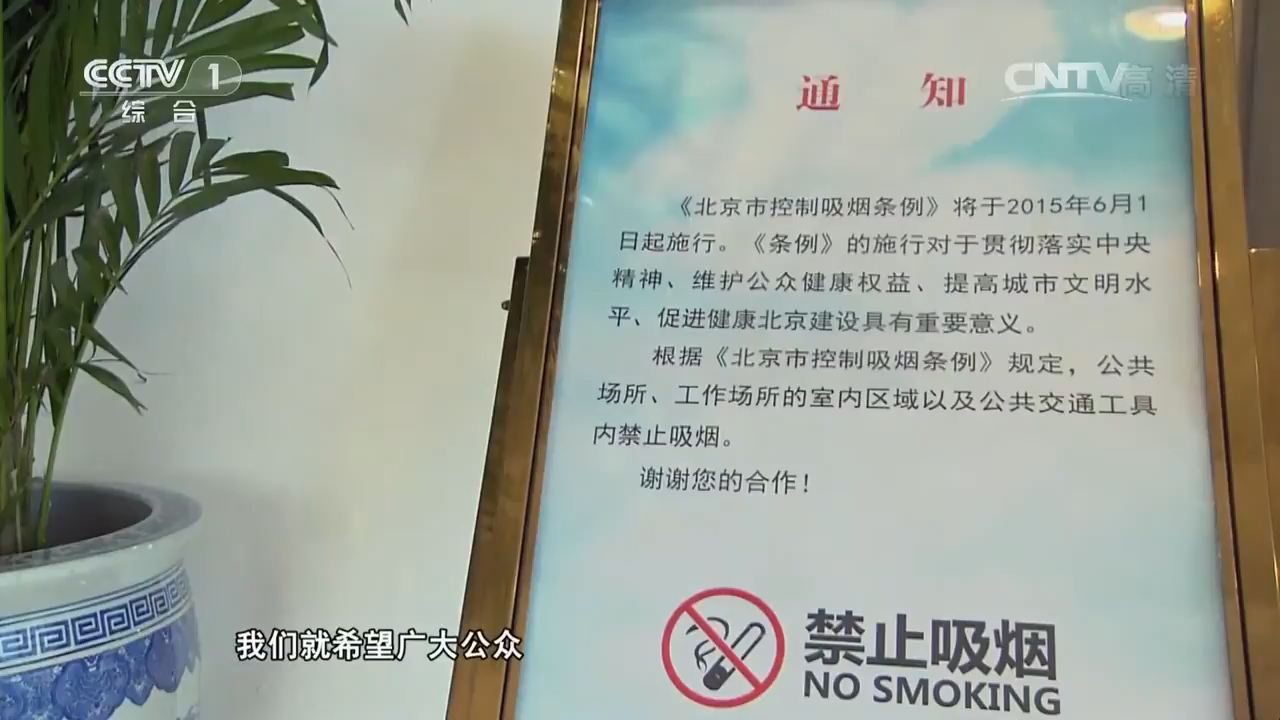 CCTV 1
综合
CNTV高清
通 知
《北京市控制吸烟条例》将于2015年6月1
日起施行。《条例》的施行对于贯彻落实中央
精神、维护公众健康权益、提高城市文明水
平、促进健康北京建设具有重要意义。
根据《北京市控制吸烟条例》规定，公共
场所、工作场所的室内区域以及公共交通工具
内禁止吸烟。
谢谢您的合作！
禁止吸烟
NO SMOKING
我们就希望广大公众